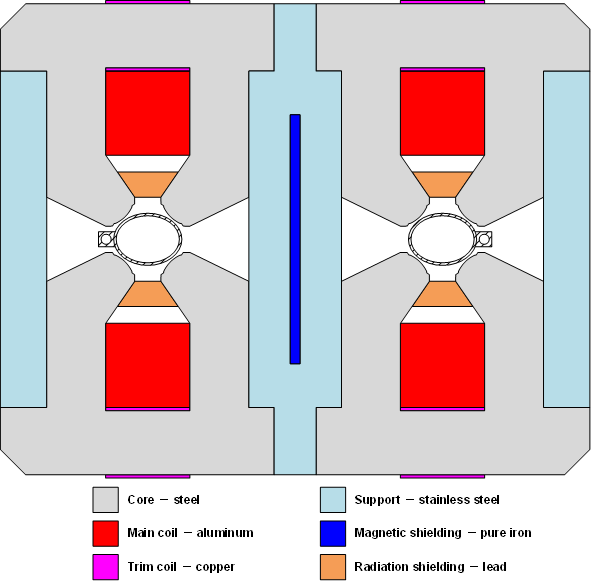 Core — steel
Support — stainless steel
Main coil — aluminum
Magnetic shielding — pure iron
Trim coil — copper
Radiation shielding — lead